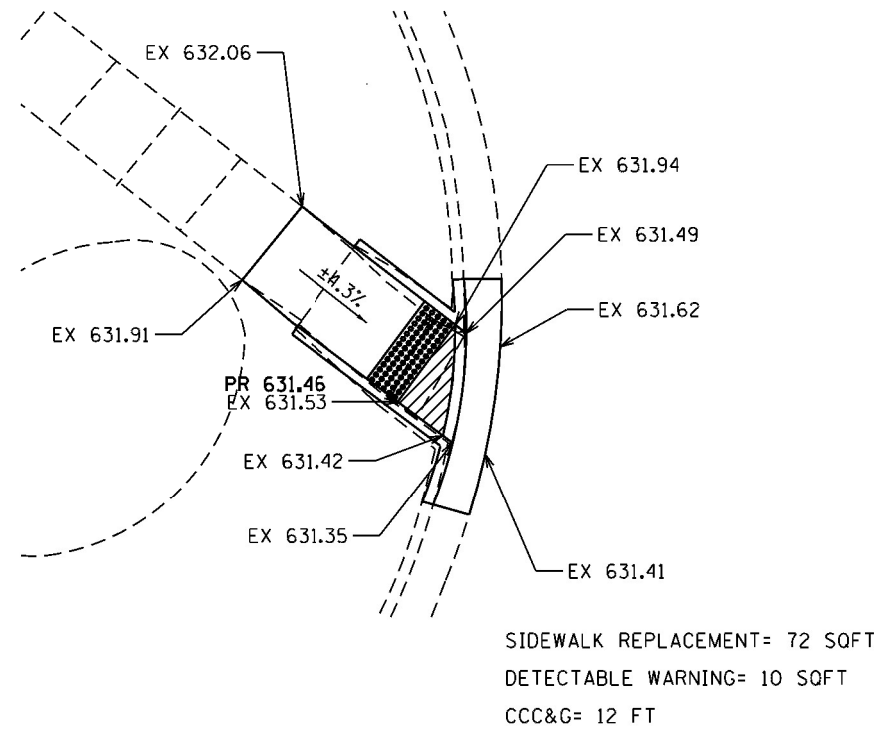 EX 632.06
EX 631.94
EX 631.49
EX 631.62
EX 631.91
PR 631.46
EX 631.53
EX 631.42
EX 631.35
EX 631.41
SIDEWALK REPLACEMENT= 72 SQFT
DETECTABLE WARNING= 10 SQFT
CCC&G= 12 FT